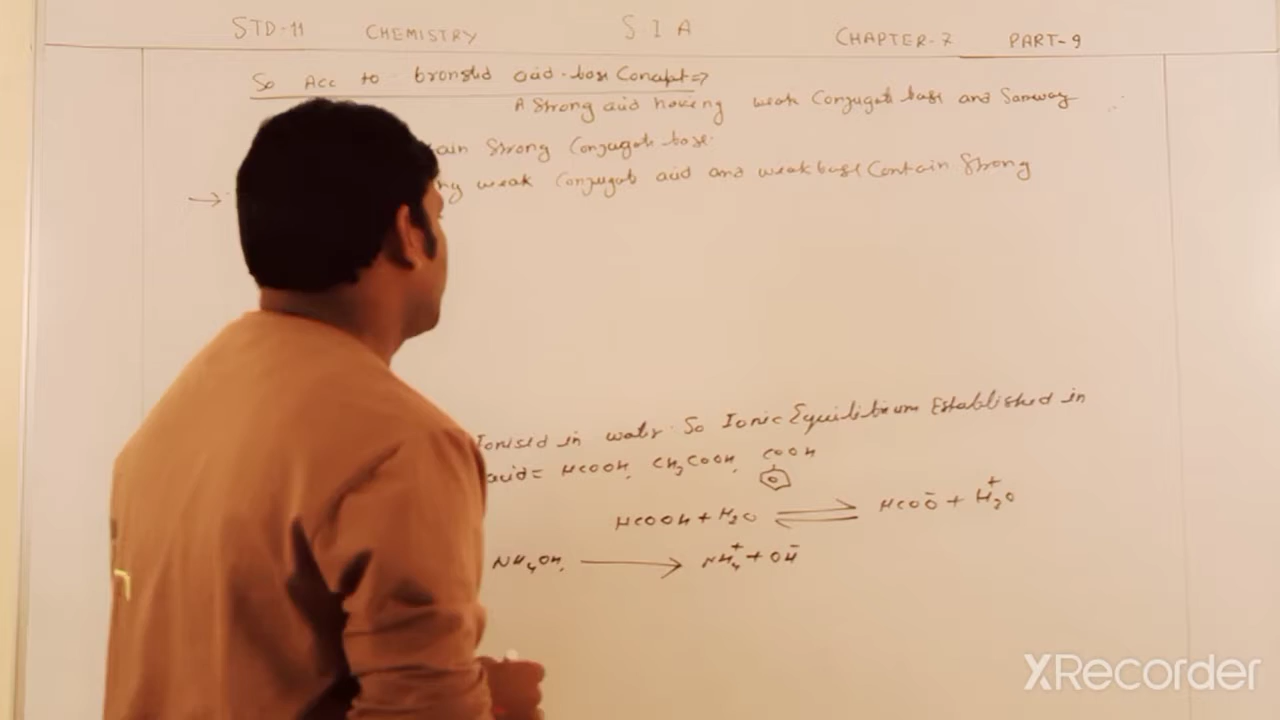 STD-11 CHEMISTRY S I A CHAPTER-7 PART-9
So Acc to bronsted acid-base Concept ⇒
A Strong acid having weak Conjugate base and Sameway
ain Strong Conjugate base.
→ ng weak Conjugate acid and weak base Contain Strong
Ionised in water. So Ionic Equilibrium Established in
acid = HCOOH, CH₃COOH, COOH
HCOOH + H₂O ⇌ HCOO⁻ + H₃O⁺
NH₄OH, → NH₄⁺ + OH⁻
XRecorder